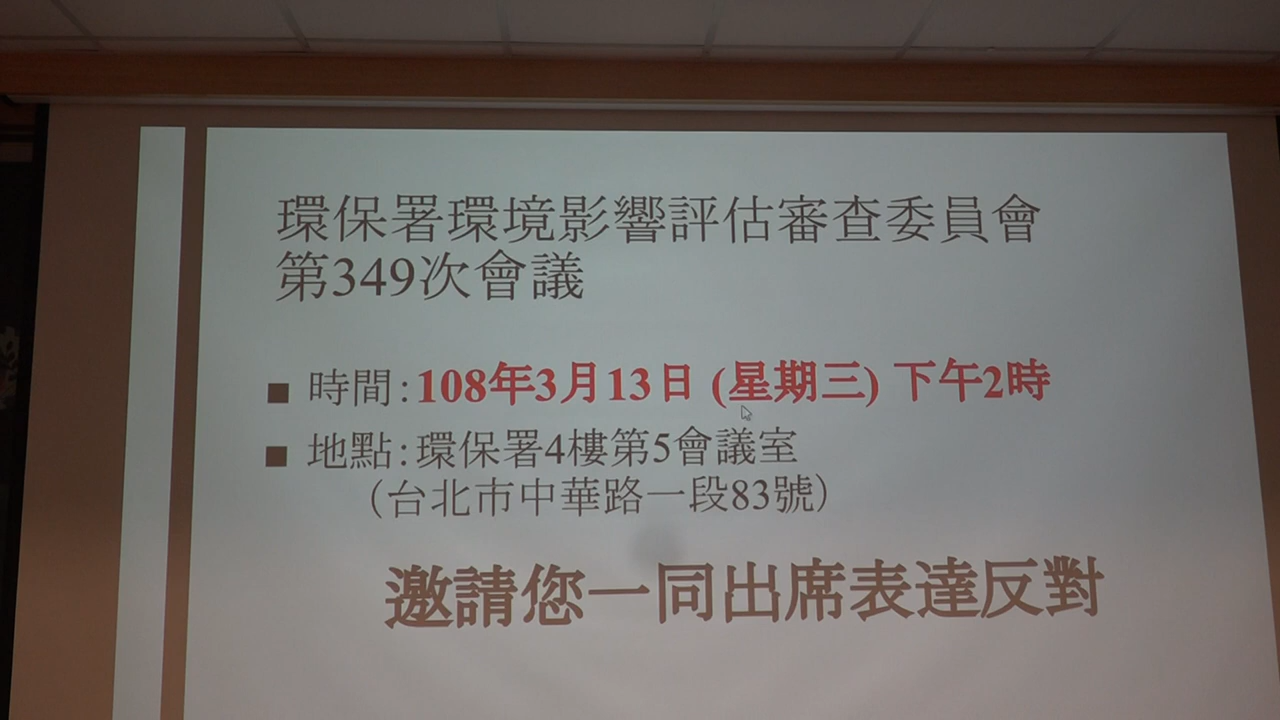 環保署環境影響評估審查委員會
第349次會議
■ 時間:108年3月13日 (星期三) 下午2時
■ 地點:環保署4樓第5會議室
(台北市中華路一段83號)
邀請您一同出席表達反對